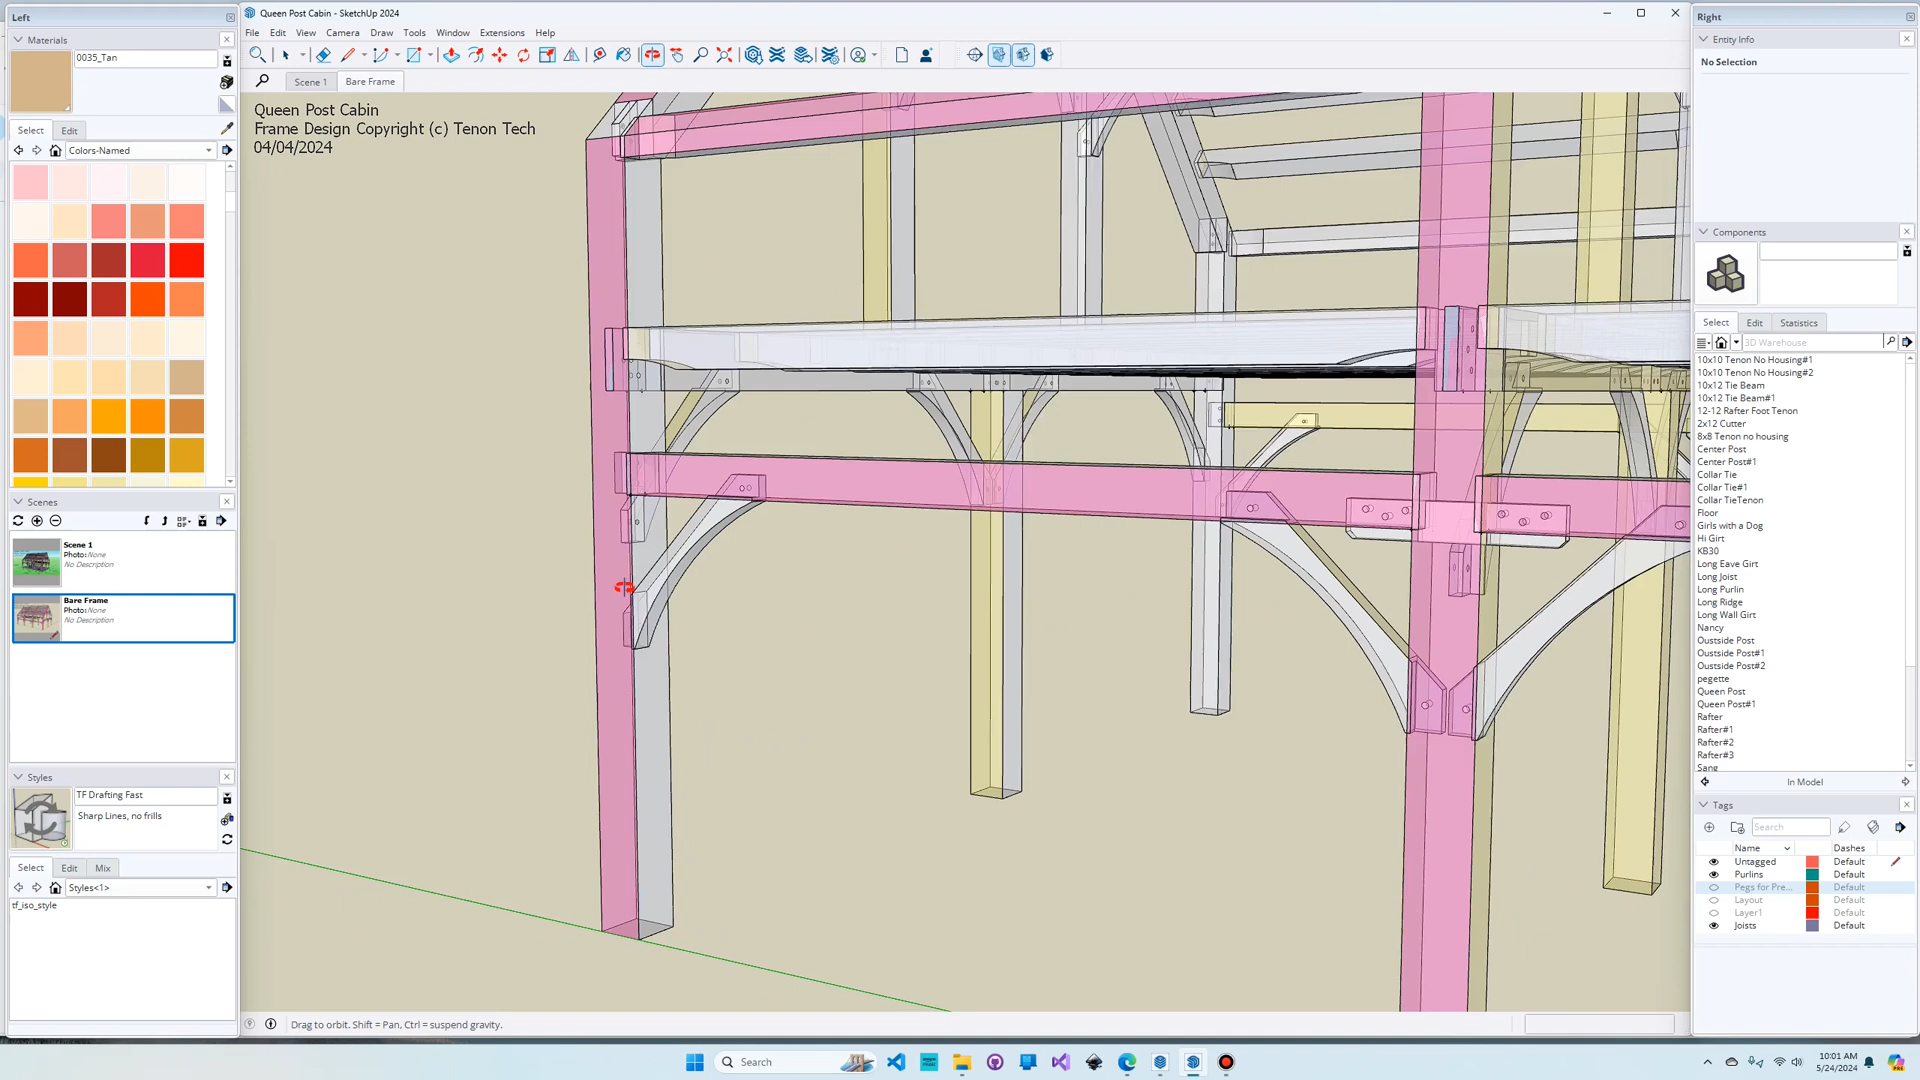 Left
Materials
0035_Tan
Select
Edit
Colors-Named
Scenes
Scene 1
Photo: None
No Description
Bare Frame
Photo: None
No Description
Styles
TF Drafting Fast
Sharp Lines, no frills
Select
Edit
Mix
Styles<1>
tf_iso_style
Queen Post Cabin - SketchUp 2024
File
Edit
View
Camera
Draw
Tools
Window
Extensions
Help
Scene 1
Bare Frame
Queen Post Cabin
Frame Design Copyright (c) Tenon Tech
04/04/2024
Drag to orbit. Shift = Pan, Ctrl = suspend gravity.
Right
Entity Info
No Selection
Components
Select
Edit
Statistics
3D Warehouse
10x10 Tenon No Housing#1
10x10 Tenon No Housing#2
10x12 Tie Beam
10x12 Tie Beam#1
12-12 Rafter Foot Tenon
2x12 Cutter
8x8 Tenon no housing
Center Post
Center Post#1
Collar Tie
Collar Tie#1
Collar TieTenon
Floor
Girls with a Dog
Hi Girt
KB30
Long Eave Girt
Long Joist
Long Purlin
Long Ridge
Long Wall Girt
Nancy
Oustside Post
Oustside Post#1
Oustside Post#2
pegette
Queen Post
Queen Post#1
Rafter
Rafter#1
Rafter#2
Rafter#3
Sang
In Model
Tags
Search
Name
Dashes
Untagged
Default
Purlins
Default
Pegs for Pre...
Default
Layout
Default
Layer1
Default
Joists
Default
Search
10:01 AM
5/24/2024